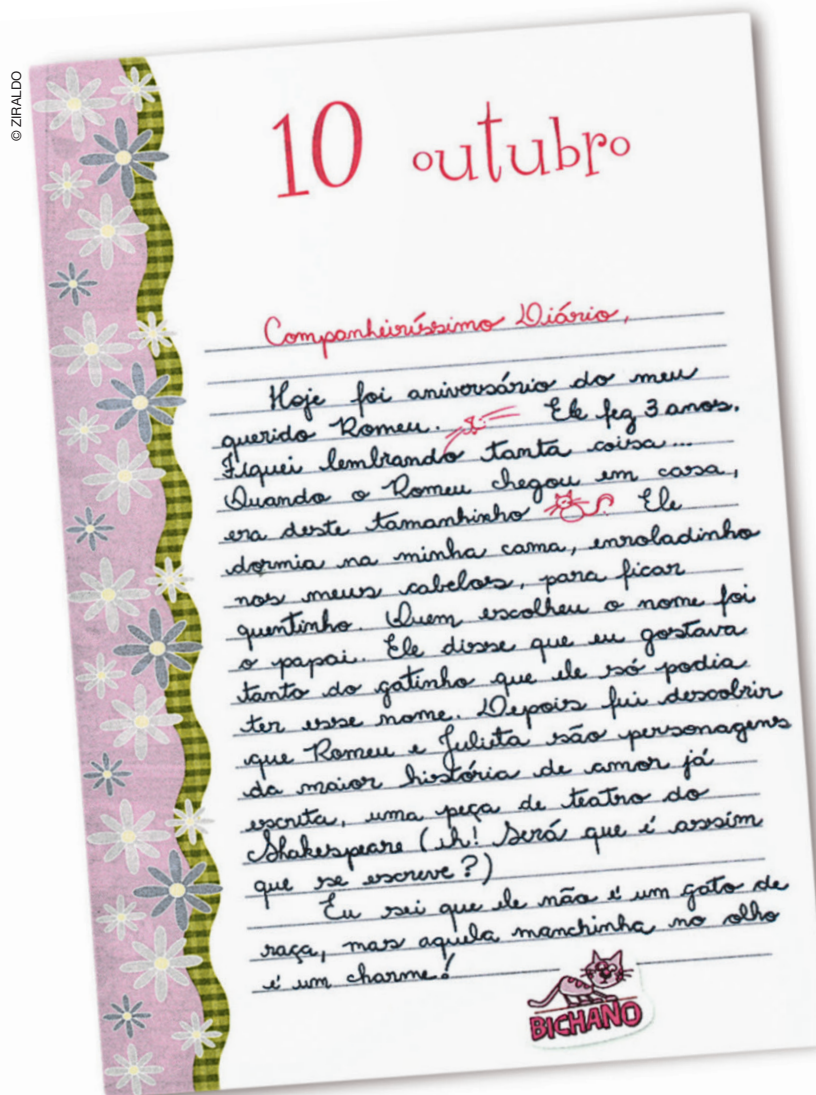 © ZIRALDO
10 outubro
Companheiríssimo Diário,
Hoje foi aniversário do meu
querido Romeu. Ele fez 3 anos.
Fiquei lembrando tanta coisa...
Quando o Romeu chegou em casa,
era deste tamanhinho Ele
dormia na minha cama, enroladinho
nos meus cabelos, para ficar
quentinho. Quem escolheu o nome foi
o papai. Ele disse que eu gostava
tanto do gatinho que ele só podia
ter esse nome. Depois fui descobrir
que Romeu e Julieta são personagens
da maior história de amor já
escrita, uma peça de teatro do
Shakespeare (ih! Será que é assim
que se escreve?)
Eu sei que ele não é um gato de
raça, mas aquela manchinha no olho
é um charme!
BICHANO